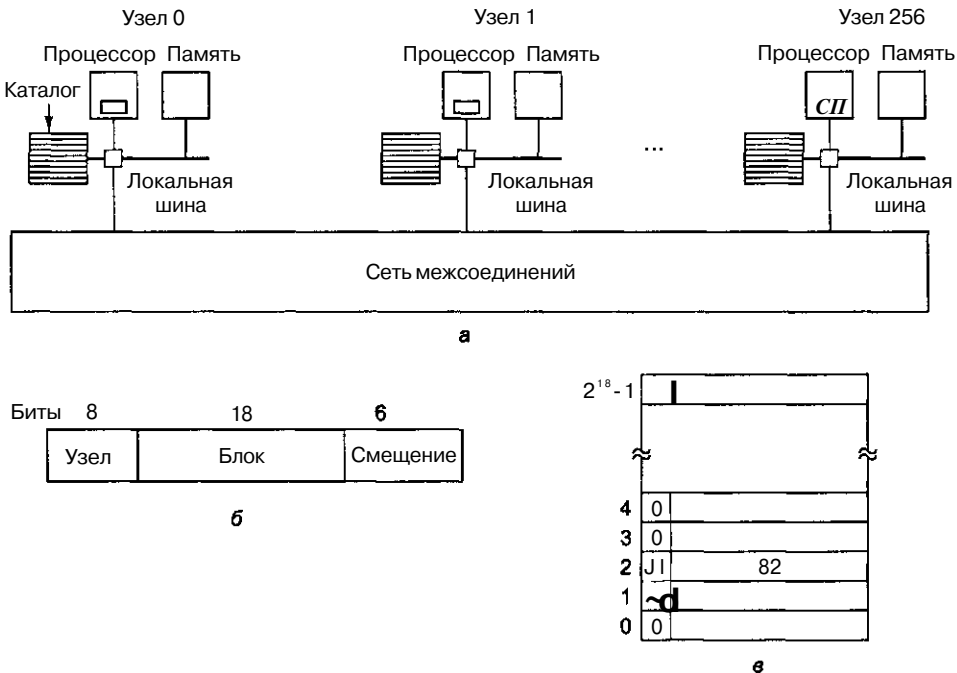 Узел 0 Узел 1 Узел 256
Процессор Память Процессор Память Процессор Память
Каталог
СП
...
Локальная шина Локальная шина Локальная шина
Сеть межсоединений
а
Биты 8 18 6
Узел Блок Смещение
б
2¹⁸-1
4 0
3 0
2 82
1
0 0
в